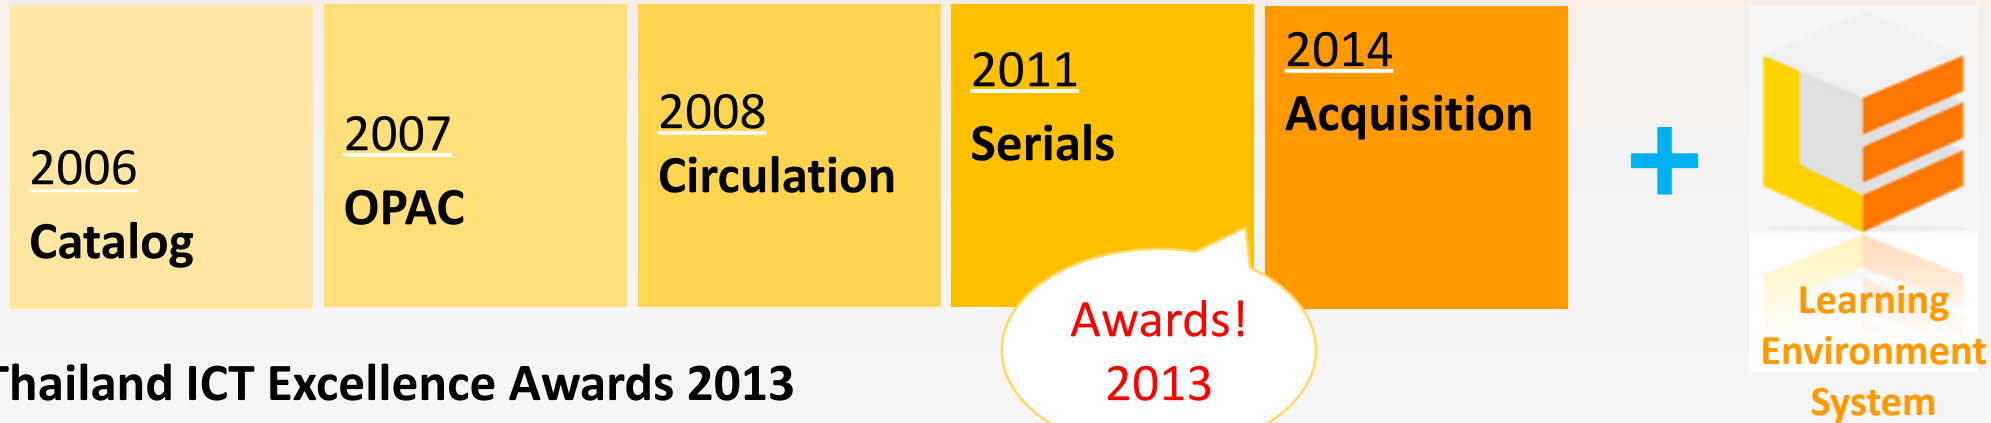 2006
Catalog
2007
OPAC
2008
Circulation
2011
Serials
2014
Acquisition
+
Learning
Environment
System
Awards!
2013
Thailand ICT Excellence Awards 2013